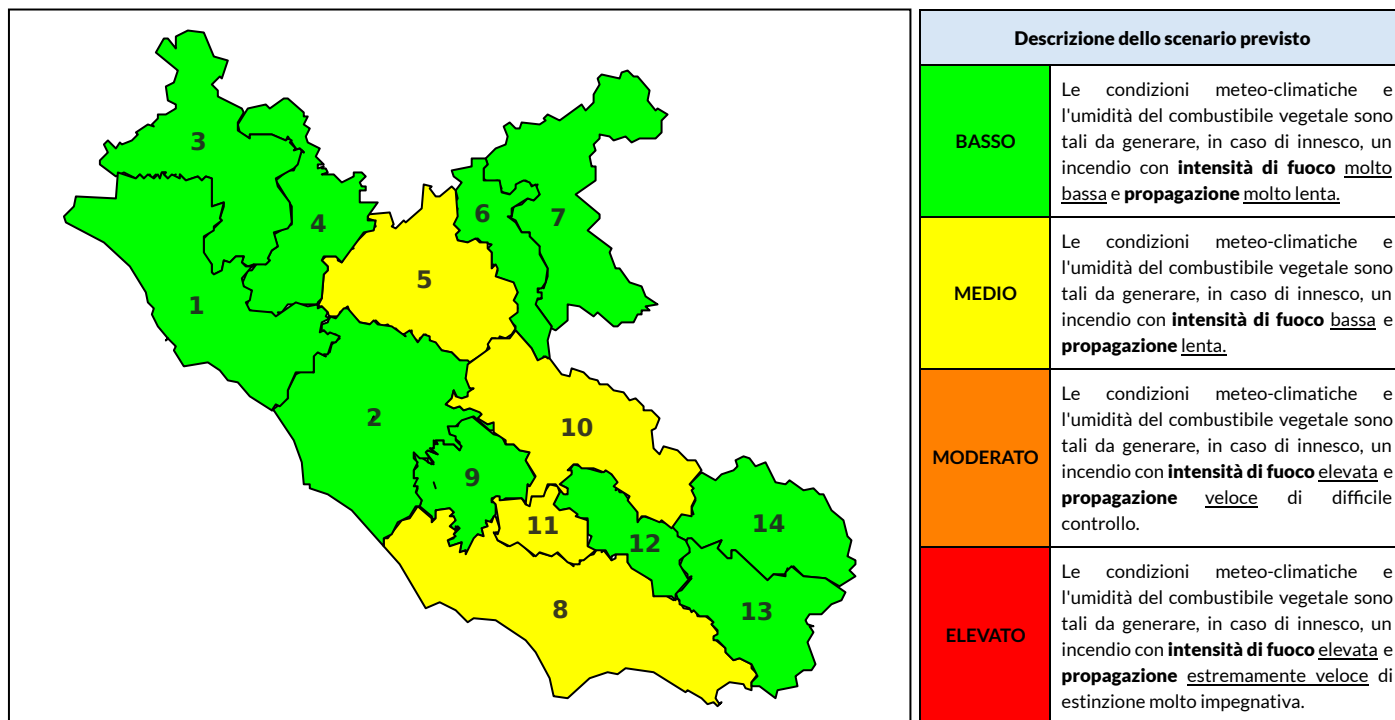 3
4
1
5
6
7
2
9
10
11
12
14
8
13
Descrizione dello scenario previsto
BASSO
Le condizioni meteo-climatiche e
l'umidità del combustibile vegetale sono
tali da generare, in caso di innesco, un
incendio con intensità di fuoco molto
bassa e propagazione molto lenta.
MEDIO
Le condizioni meteo-climatiche e
l'umidità del combustibile vegetale sono
tali da generare, in caso di innesco, un
incendio con intensità di fuoco bassa e
propagazione lenta.
MODERATO
Le condizioni meteo-climatiche e
l'umidità del combustibile vegetale sono
tali da generare, in caso di innesco, un
incendio con intensità di fuoco elevata e
propagazione veloce di difficile
controllo.
ELEVATO
Le condizioni meteo-climatiche e
l'umidità del combustibile vegetale sono
tali da generare, in caso di innesco, un
incendio con intensità di fuoco elevata e
propagazione estremamente veloce di
estinzione molto impegnativa.